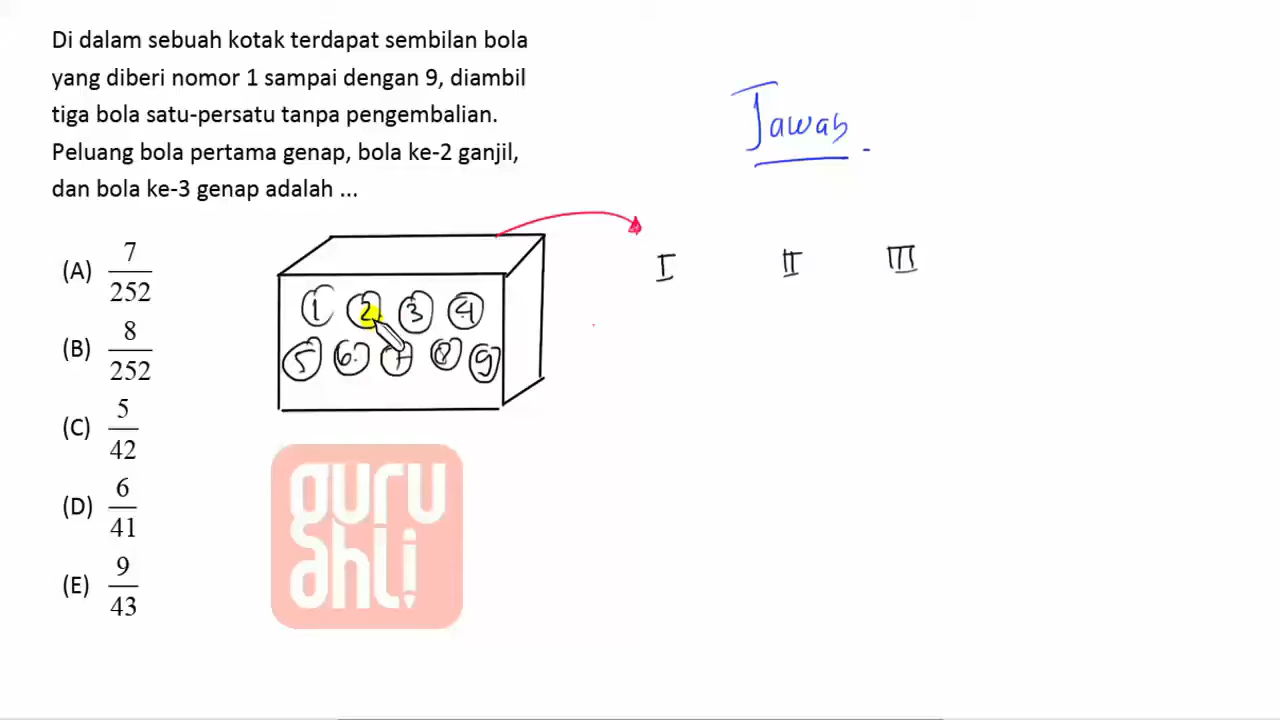 Di dalam sebuah kotak terdapat sembilan bola
yang diberi nomor 1 sampai dengan 9, diambil
tiga bola satu-persatu tanpa pengembalian.
Peluang bola pertama genap, bola ke-2 ganjil,
dan bola ke-3 genap adalah ...
(A) 7/252
(B) 8/252
(C) 5/42
(D) 6/41
(E) 9/43
Jawab.
I II III
1 2 3 4
5 6 7 8 9
guru
ahli